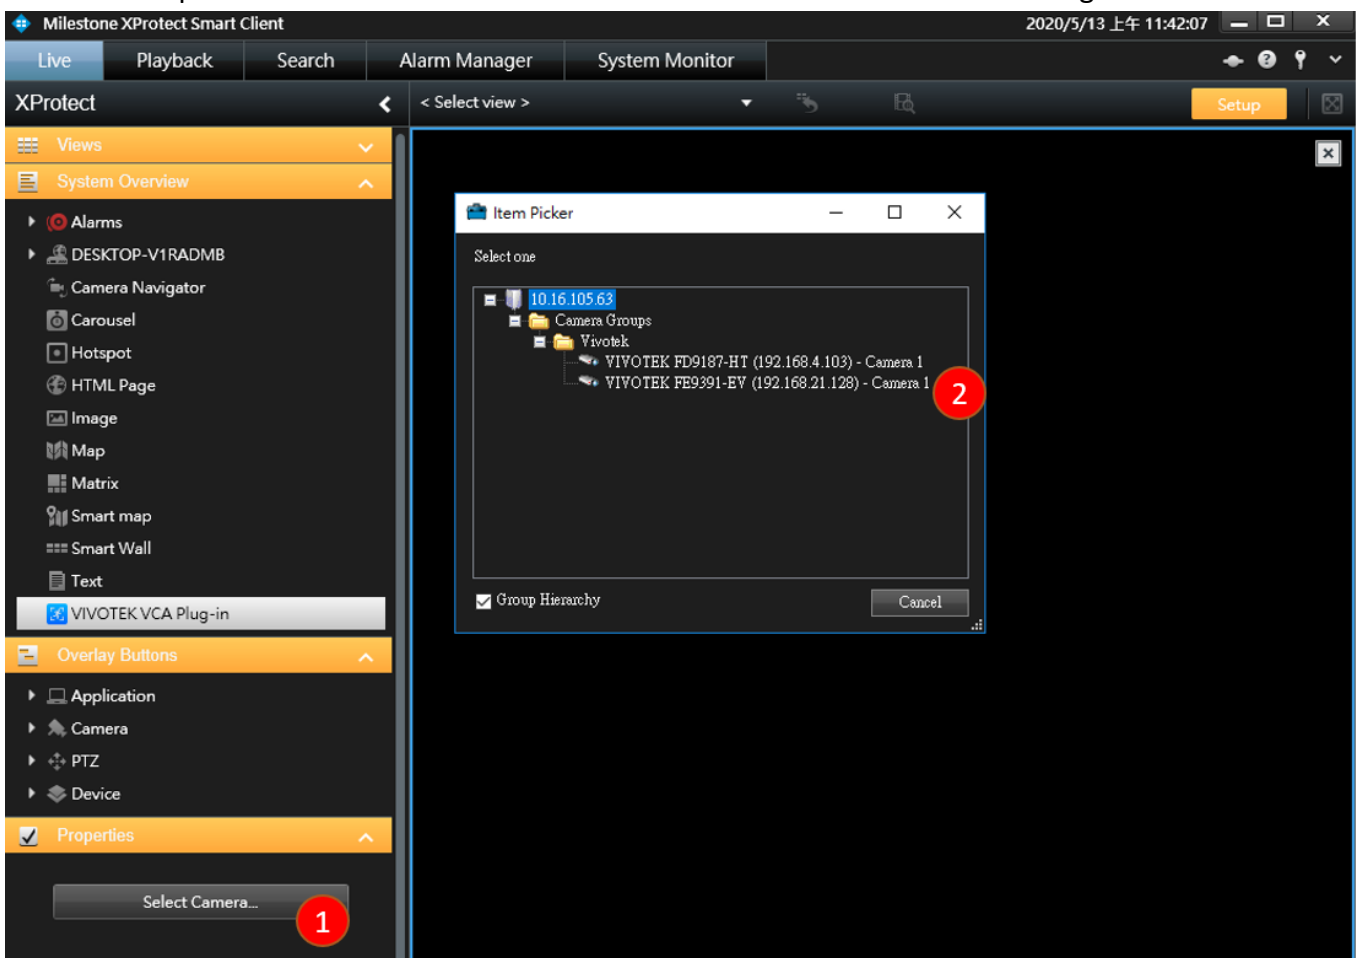 Milestone XProtect Smart Client
2020/5/13 上午 11:42:07
Live Playback Search Alarm Manager System Monitor
XProtect
< Select view >
Setup
Views
System Overview
Alarms
DESKTOP-V1RADMB
Camera Navigator
Carousel
Hotspot
HTML Page
Image
Map
Matrix
Smart map
Smart Wall
Text
VIVOTEK VCA Plug-in
Overlay Buttons
Application
Camera
PTZ
Device
Properties
Select Camera...
1
Item Picker
Select one
10.16.105.63
Camera Groups
Vivotek
VIVOTEK FD9187-HT (192.168.4.103) - Camera 1
VIVOTEK FE9391-EV (192.168.21.128) - Camera 1
2
Group Hierarchy
Cancel